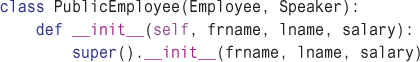 class PublicEmployee(Employee, Speaker):
    def __init__(self, frname, lname, salary):
        super().__init__(frname, lname, salary)